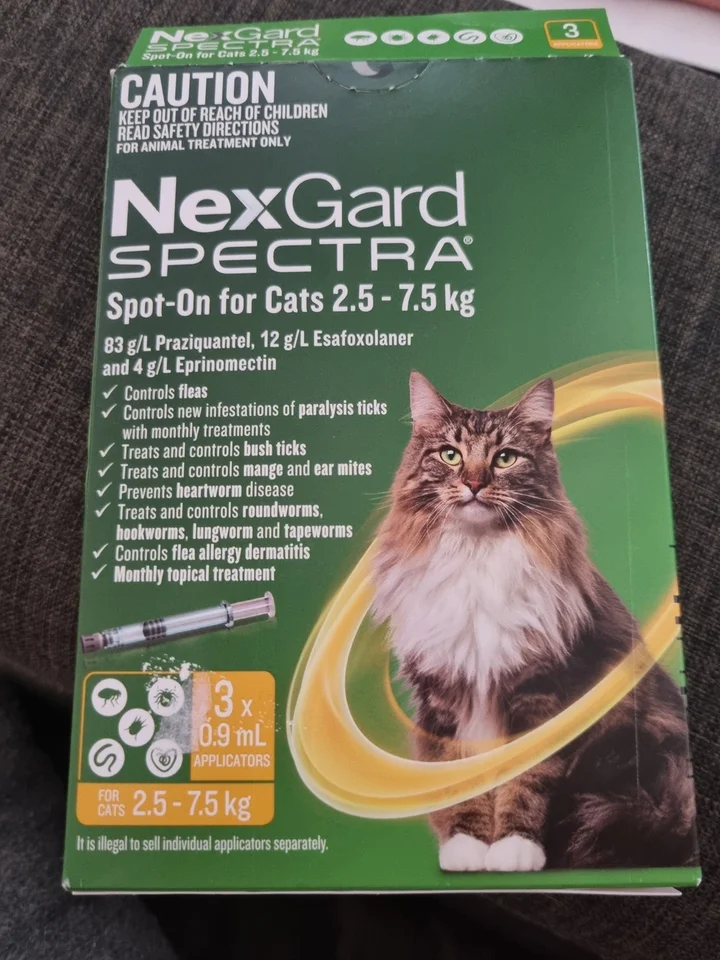 NexGard
SPECTRA
Spot-On for Cats 2.5 - 7.5 kg
3
APPLICATORS
CAUTION
KEEP OUT OF REACH OF CHILDREN
READ SAFETY DIRECTIONS
FOR ANIMAL TREATMENT ONLY
NexGard
SPECTRA®
Spot-On for Cats 2.5 - 7.5 kg
83 g/L Praziquantel, 12 g/L Esafoxolaner
and 4 g/L Eprinomectin
✓ Controls fleas
✓ Controls new infestations of paralysis ticks
with monthly treatments
✓ Treats and controls bush ticks
✓ Treats and controls mange and ear mites
✓ Prevents heartworm disease
✓ Treats and controls roundworms,
hookworms, lungworm and tapeworms
✓ Controls flea allergy dermatitis
✓ Monthly topical treatment
3 x
0.9 mL
APPLICATORS
FOR
CATS 2.5 - 7.5 kg
It is illegal to sell individual applicators separately.